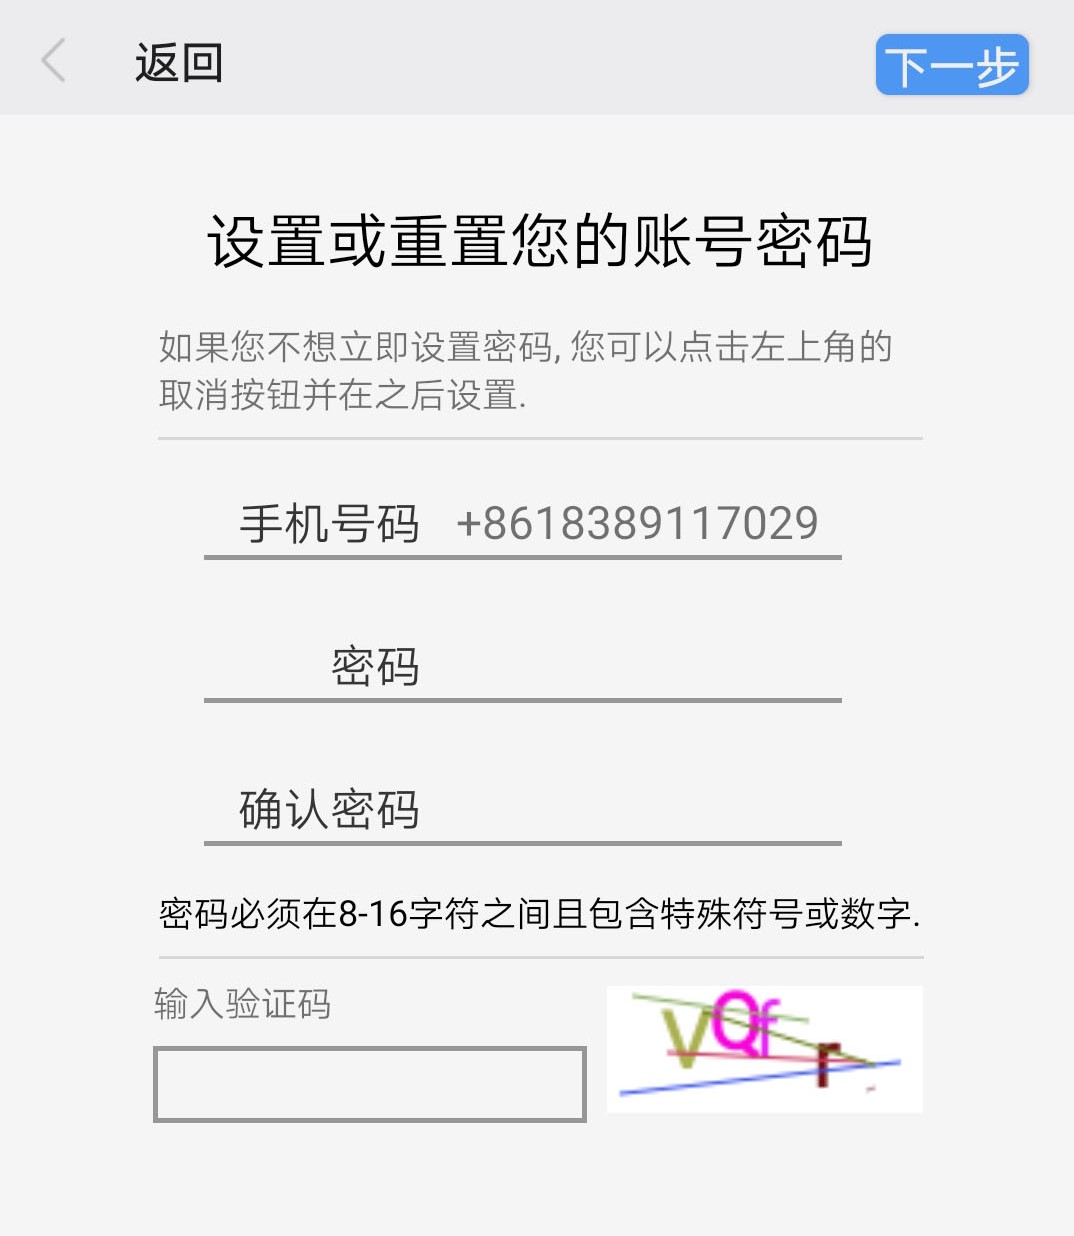 返回
下一步
设置或重置您的账号密码
如果您不想立即设置密码, 您可以点击左上角的
取消按钮并在之后设置.
手机号码 +8618389117029
密码
确认密码
密码必须在8-16字符之间且包含特殊符号或数字.
输入验证码
VQfr